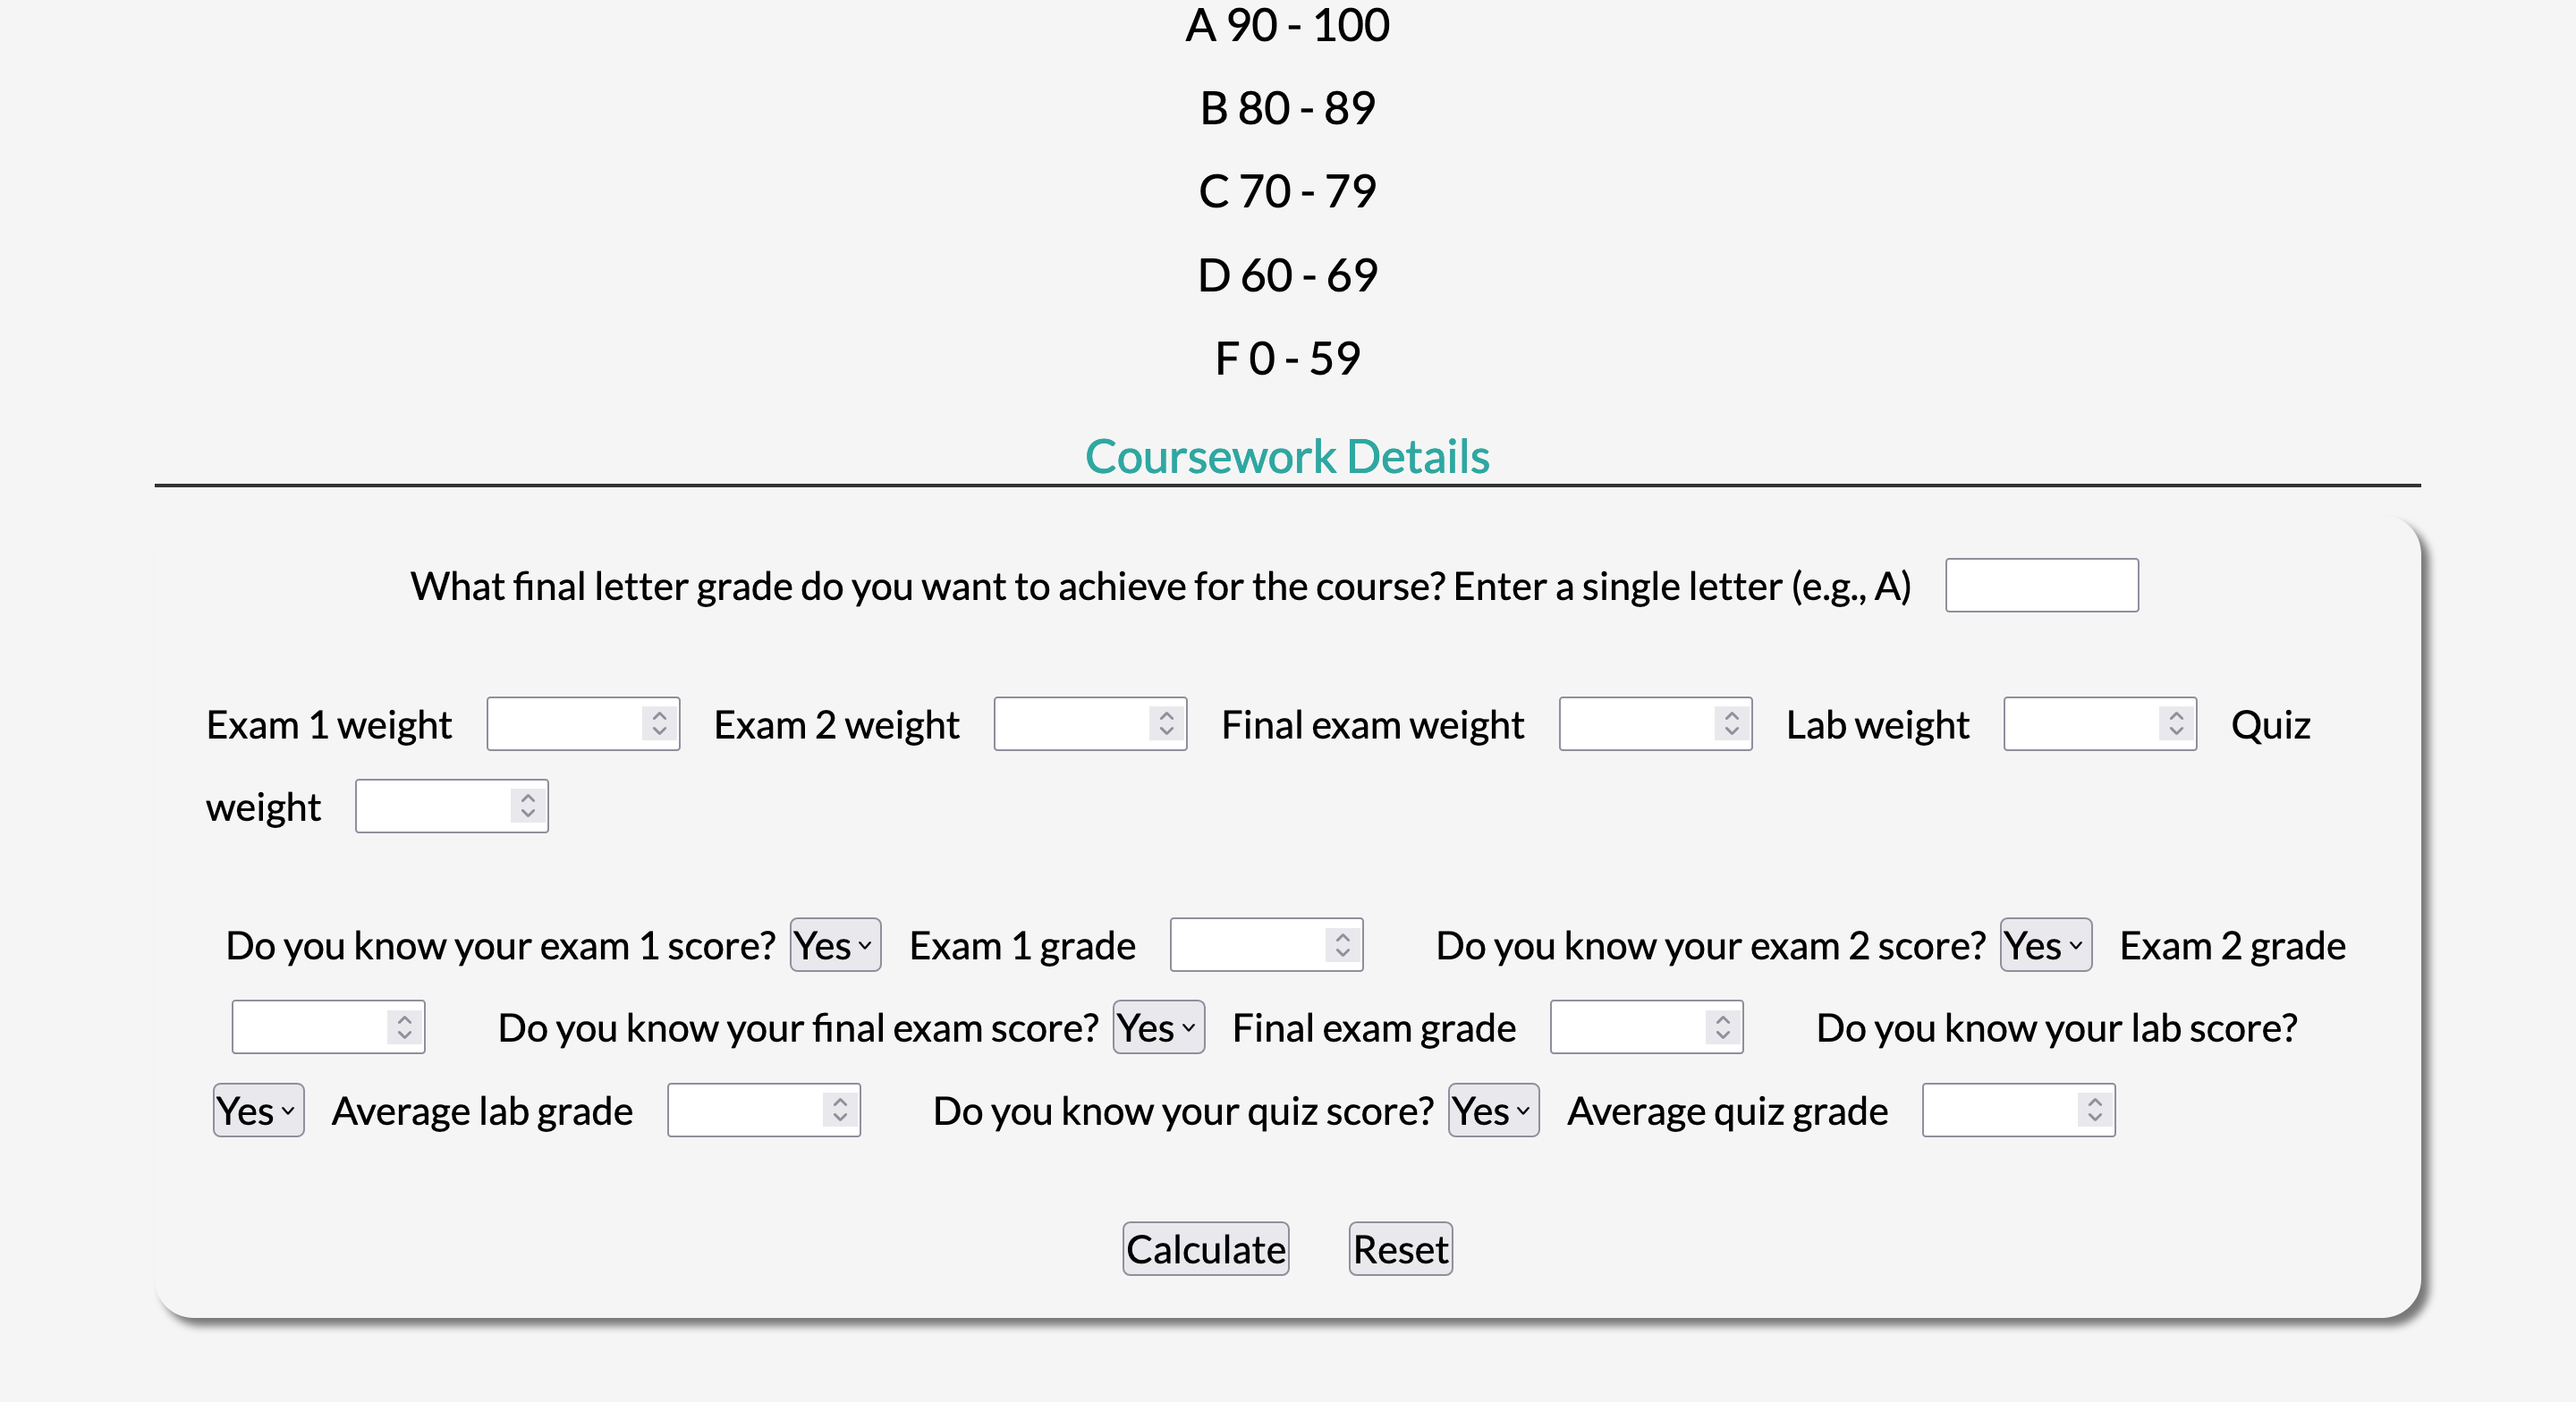 A 90 - 100
B 80 - 89
C 70 - 79
D 60 - 69
F 0 - 59
Coursework Details
What final letter grade do you want to achieve for the course? Enter a single letter (e.g., A)
Exam 1 weight Exam 2 weight Final exam weight Lab weight Quiz
weight
Do you know your exam 1 score? Yes Exam 1 grade Do you know your exam 2 score? Yes Exam 2 grade
Do you know your final exam score? Yes Final exam grade Do you know your lab score?
Yes Average lab grade Do you know your quiz score? Yes Average quiz grade
Calculate Reset